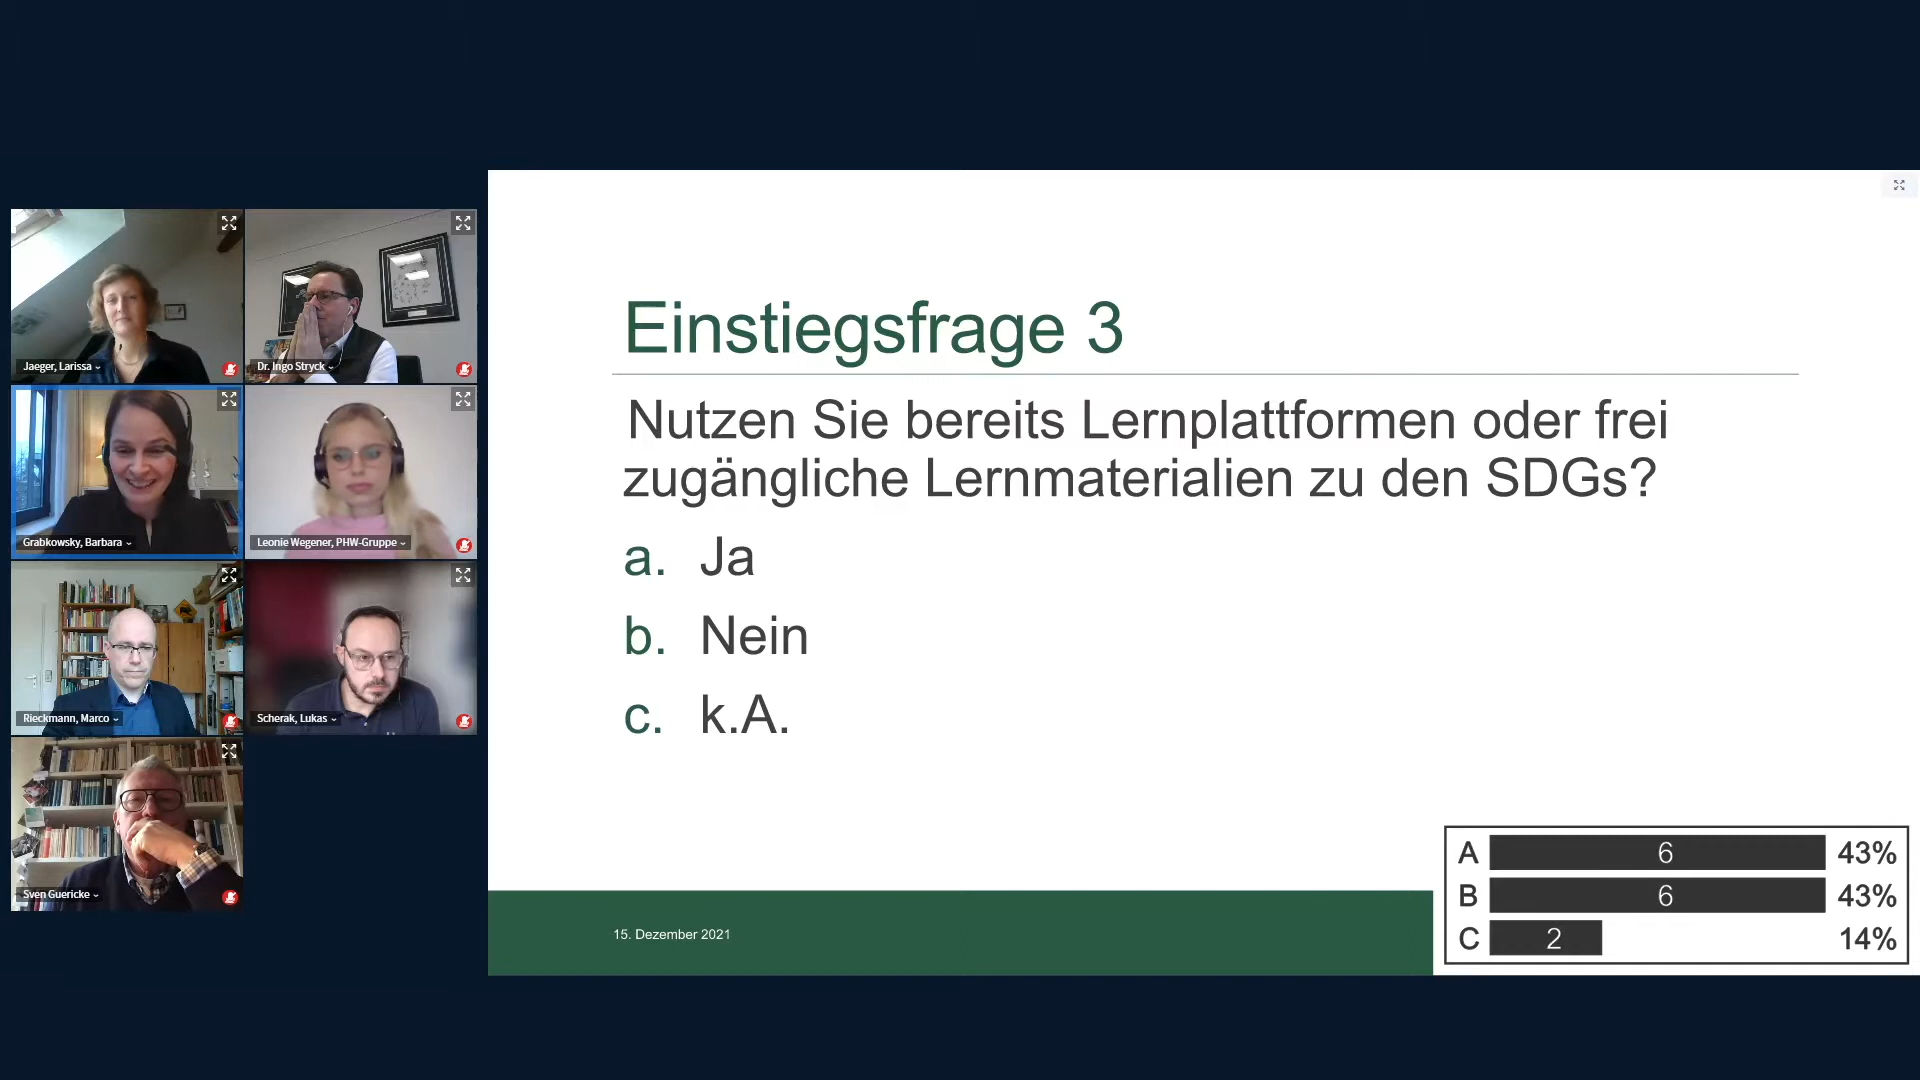 Jaeger, Larissa
Dr. Ingo Stryck
Grabkowsky, Barbara
Leonie Wegener, PHW-Gruppe
Rieckmann, Marco
Scherak, Lukas
Sven Guericke
Einstiegsfrage 3
Nutzen Sie bereits Lernplattformen oder frei
zugängliche Lernmaterialien zu den SDGs?
a. Ja
b. Nein
c. k.A.
15. Dezember 2021
A 6 43%
B 6 43%
C 2 14%